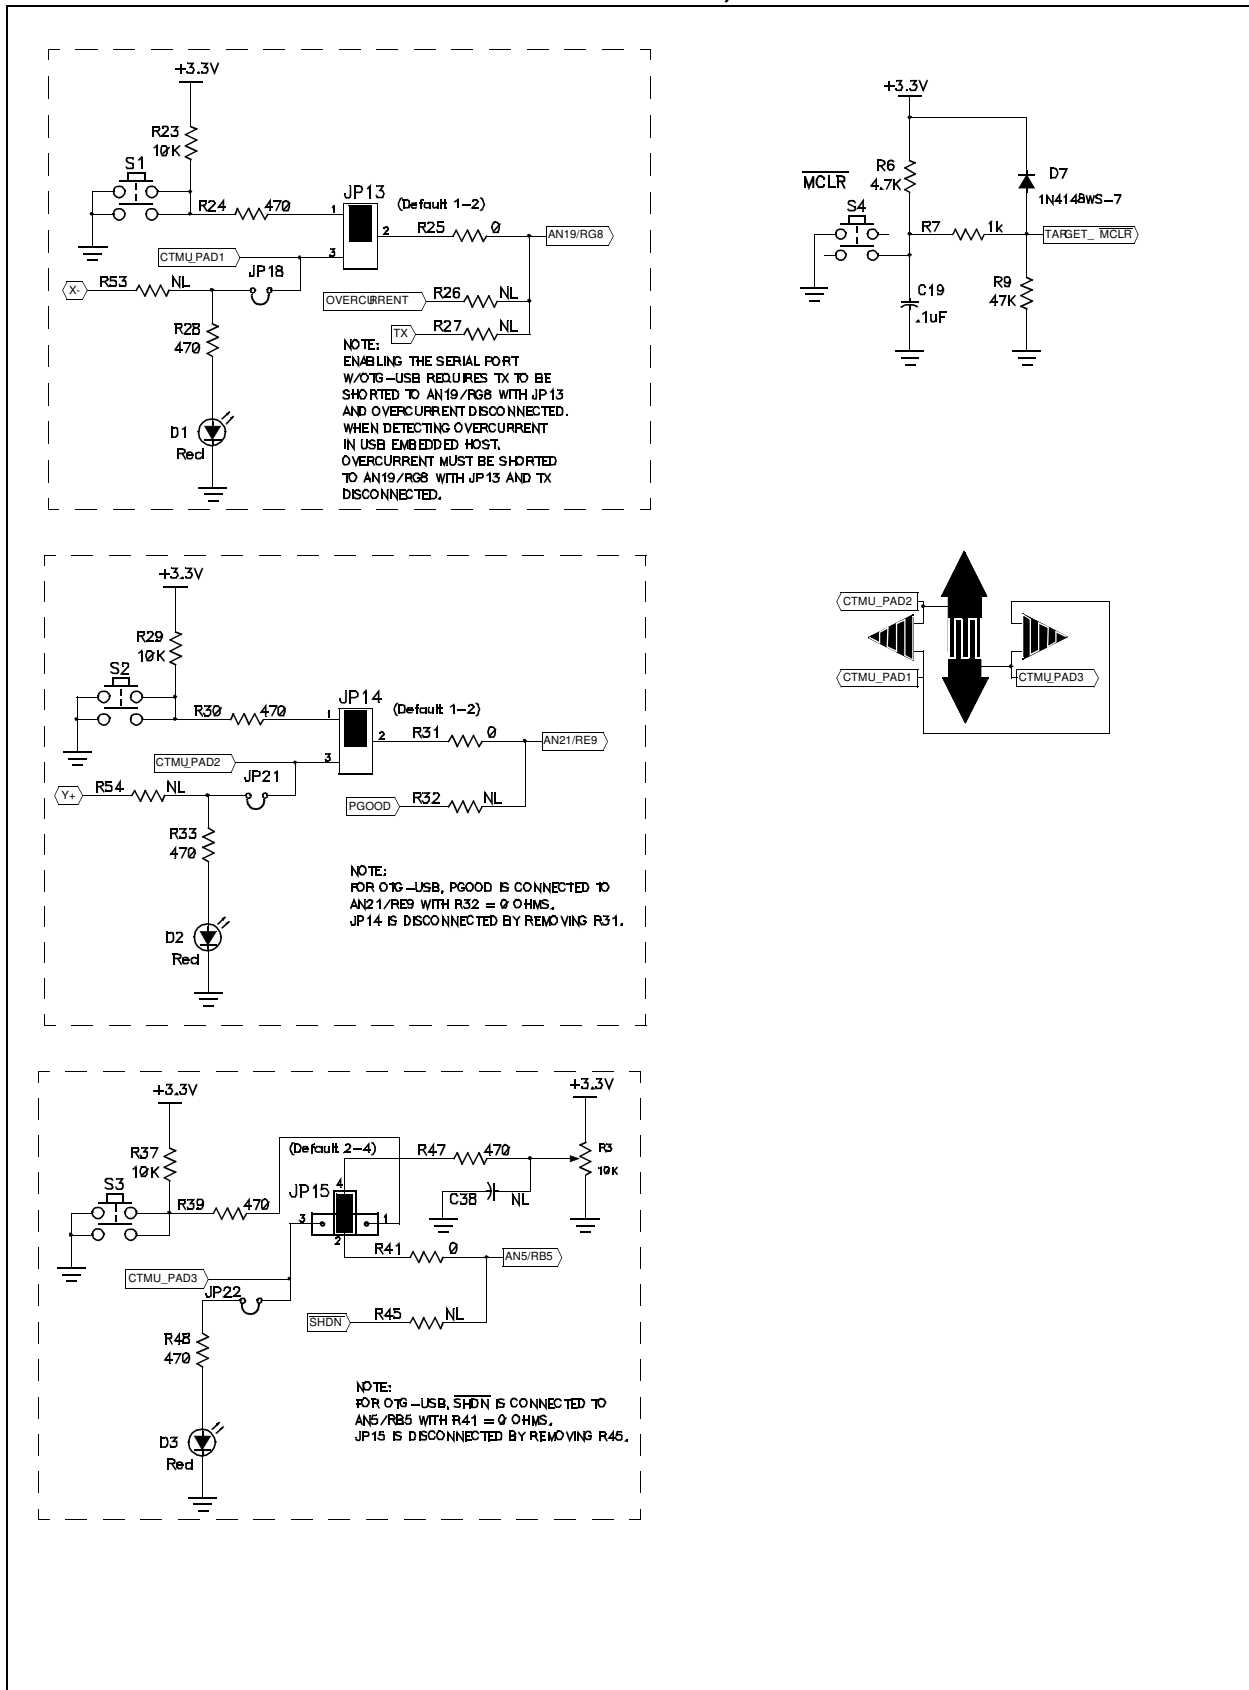 +3.3V
R23
10K
S1
R24 470
JP13
(Default 1-2)
1
2
3
R25 0
AN19/RG8
CTMU_PAD1
JP18
X-
R53 NL
OVERCURRENT
R26 NL
TX
R27 NL
R28
470
D1
Red
NOTE:
ENABLING THE SERIAL PORT
W/OTG-USB REQUIRES TX TO BE
SHORTED TO AN19/RG8 WITH JP13
AND OVERCURRENT DISCONNECTED.
WHEN DETECTING OVERCURRENT
IN USB EMBEDDED HOST,
OVERCURRENT MUST BE SHORTED
TO AN19/RG8 WITH JP13 AND TX
DISCONNECTED.
+3.3V
R6
4.7K
D7
1N4148WS-7
MCLR
S4
R7 1k
TARGET_MCLR
C19
.1uF
R9
47K
+3.3V
R29
10K
S2
R30 470
JP14
(Default 1-2)
1
2
3
R31 0
AN21/RE9
CTMU_PAD2
JP21
Y+
R54 NL
PGOOD
R32 NL
R33
470
D2
Red
NOTE:
FOR OTG-USB, PGOOD IS CONNECTED TO
AN21/RE9 WITH R32 = 0 OHMS.
JP14 IS DISCONNECTED BY REMOVING R31.
CTMU_PAD2
CTMU_PAD1
CTMU_PAD3
+3.3V
R37
10K
S3
R39 470
(Default 2-4)
JP15
4
3
1
2
R47 470
+3.3V
R3
10K
C38 NL
R41 0
AN5/RB5
CTMU_PAD3
JP22
SHDN
R45 NL
R48
470
D3
Red
NOTE:
FOR OTG-USB, SHDN IS CONNECTED TO
AN5/RB5 WITH R41 = 0 OHMS.
JP15 IS DISCONNECTED BY REMOVING R45.